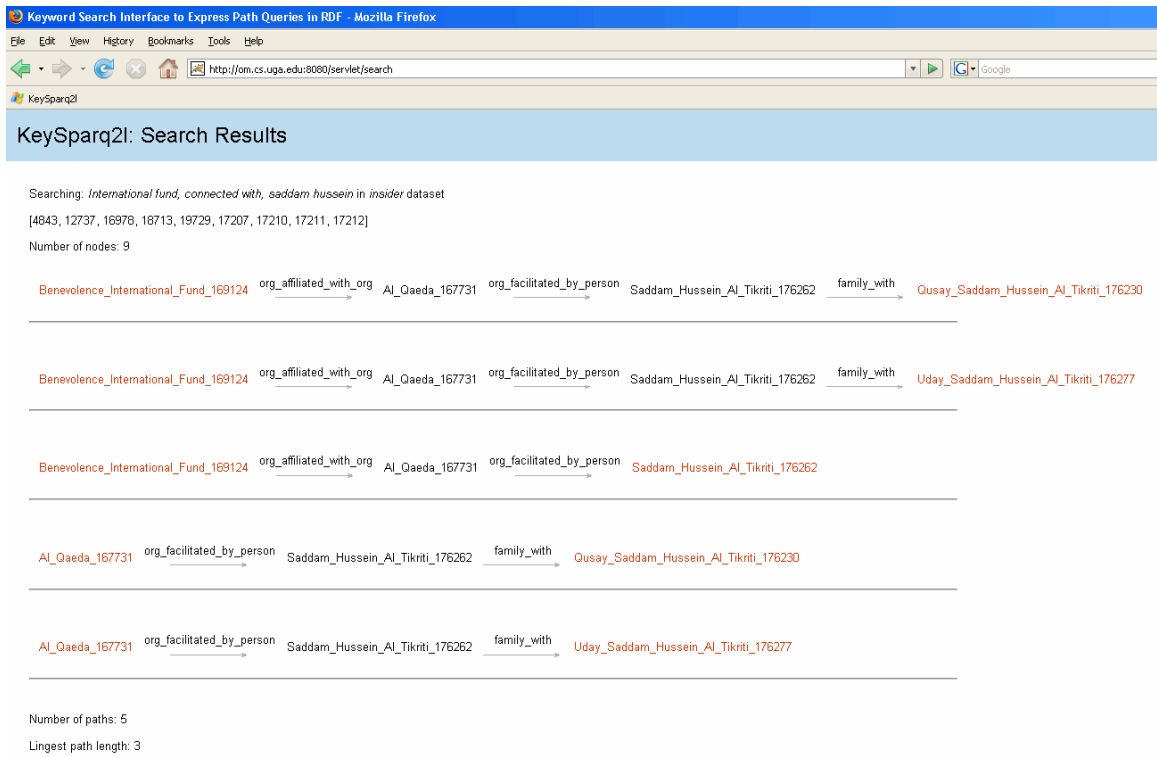 Keyword Search Interface to Express Path Queries in RDF - Mozilla Firefox
File Edit View History Bookmarks Tools Help
http://om.cs.uga.edu:8080/servlet/search
G Google
KeySparq2l
KeySparq2l: Search Results
Searching: International fund, connected with, saddam hussein in insider dataset
[4843, 12737, 16978, 18713, 19729, 17207, 17210, 17211, 17212]
Number of nodes: 9
Benevolence_International_Fund_169124 org_affiliated_with_org Al_Qaeda_167731 org_facilitated_by_person Saddam_Hussein_Al_Tikriti_176262 family_with Qusay_Saddam_Hussein_Al_Tikriti_176230
Benevolence_International_Fund_169124 org_affiliated_with_org Al_Qaeda_167731 org_facilitated_by_person Saddam_Hussein_Al_Tikriti_176262 family_with Uday_Saddam_Hussein_Al_Tikriti_176277
Benevolence_International_Fund_169124 org_affiliated_with_org Al_Qaeda_167731 org_facilitated_by_person Saddam_Hussein_Al_Tikriti_176262
Al_Qaeda_167731 org_facilitated_by_person Saddam_Hussein_Al_Tikriti_176262 family_with Qusay_Saddam_Hussein_Al_Tikriti_176230
Al_Qaeda_167731 org_facilitated_by_person Saddam_Hussein_Al_Tikriti_176262 family_with Uday_Saddam_Hussein_Al_Tikriti_176277
Number of paths: 5
Lingest path length: 3